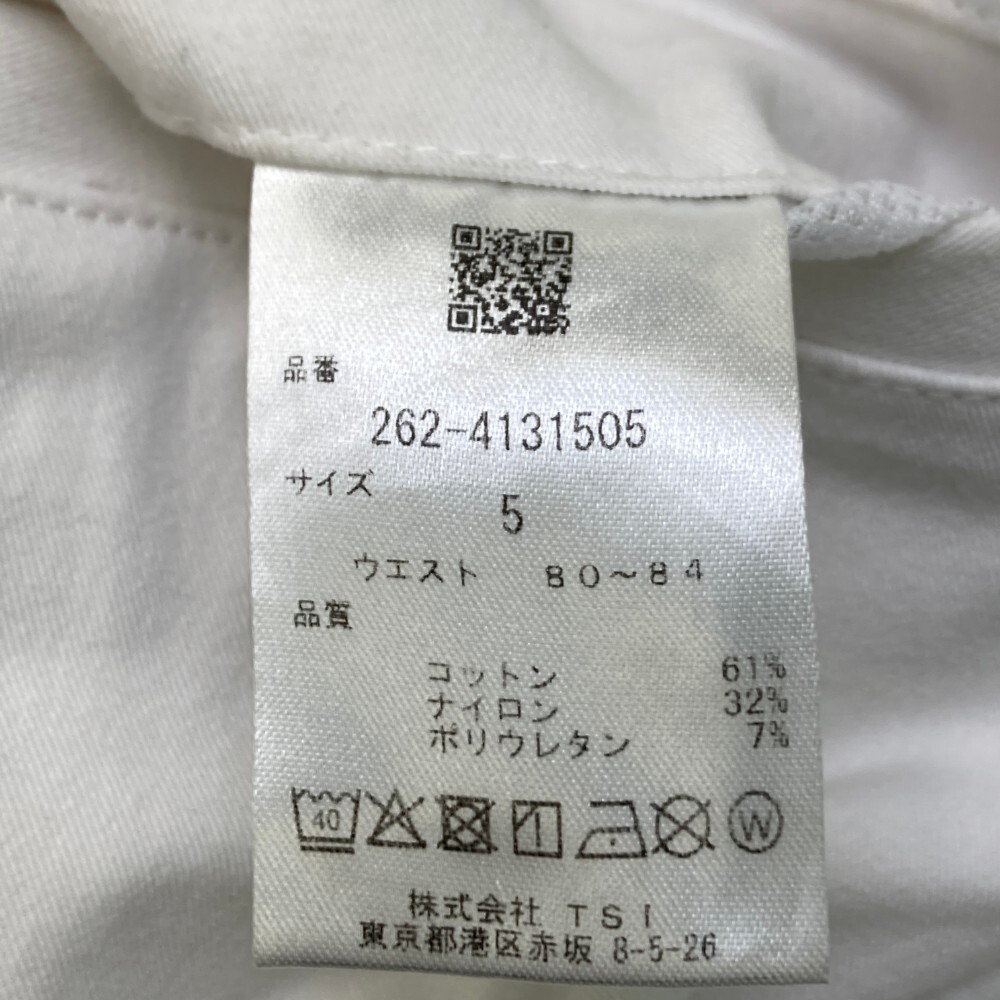 品番
262-4131505
サイズ
5
ウエスト 80~84
品質
コットン 61%
ナイロン 32%
ポリウレタン 7%
40 W
株式会社 TSI
東京都港区赤坂 8-5-26